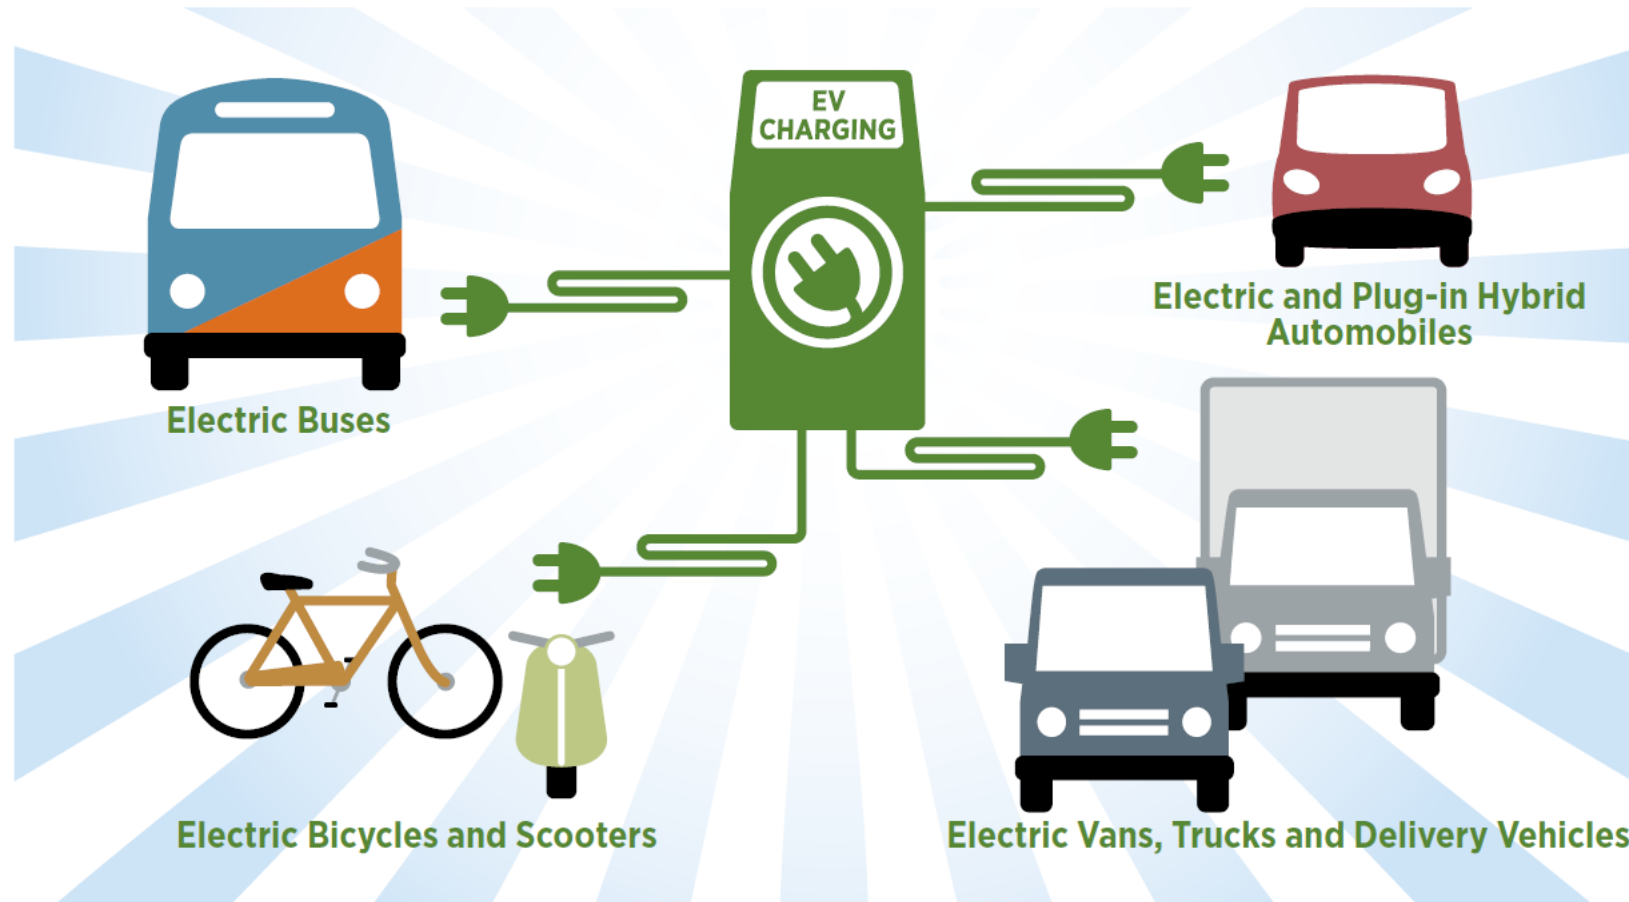 EV
CHARGING
Electric and Plug-in Hybrid
Automobiles
Electric Buses
Electric Bicycles and Scooters
Electric Vans, Trucks and Delivery Vehicles